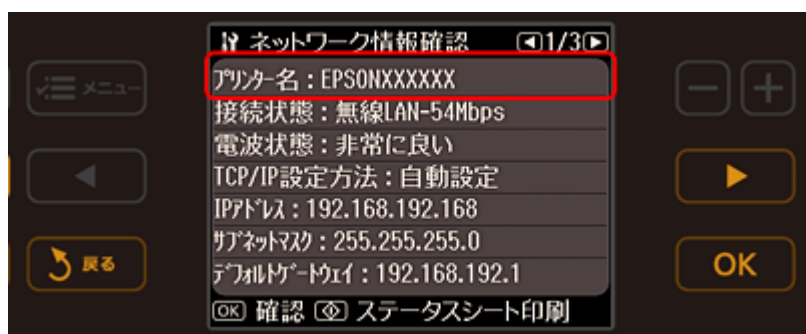 ネットワーク情報確認 1/3
プリンター名：EPSONXXXXXX
メニュー
接続状態：無線LAN-54Mbps
電波状態：非常に良い
TCP/IP設定方法：自動設定
IPｱﾄﾞﾚｽ：192.168.192.168
ｻﾌﾞﾈｯﾄﾏｽｸ：255.255.255.0
戻る
OK
ﾃﾞﾌｫﾙﾄｹﾞｰﾄｳｪｲ：192.168.192.1
OK 確認 ステータスシート印刷